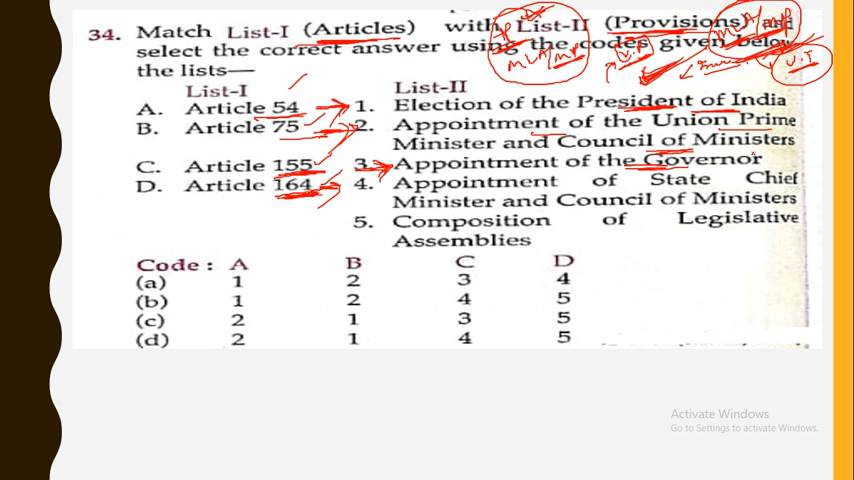 34. Match List-I (Articles) with List-II (Provisions) and
select the correct answer using the codes given below
the lists—
List-I List-II
A. Article 54 1. Election of the President of India
B. Article 75 2. Appointment of the Union Prime
Minister and Council of Ministers
C. Article 155 3. Appointment of the Governor
D. Article 164 4. Appointment of State Chief
Minister and Council of Ministers
5. Composition of Legislative
Assemblies
Code : A B C D
(a) 1 2 3 4
(b) 1 2 4 5
(c) 2 1 3 5
(d) 2 1 4 5
MLA/MP
V.P
MLA/MP
U.T
Activate Windows
Go to Settings to activate Windows.